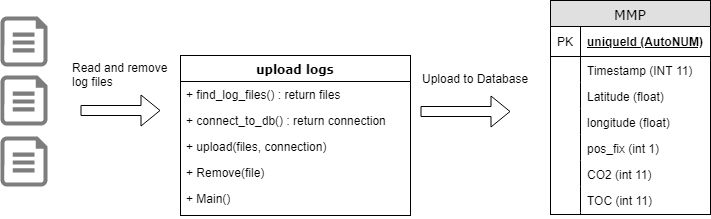 Read and remove
log files
upload logs
+ find_log_files() : return files
+ connect_to_db() : return connection
+ upload(files, connection)
+ Remove(file)
+ Main()
Upload to Database
MMP
PK uniqueId (AutoNUM)
Timestamp (INT 11)
Latitude (float)
longitude (float)
pos_fix (int 1)
CO2 (int 11)
TOC (int 11)